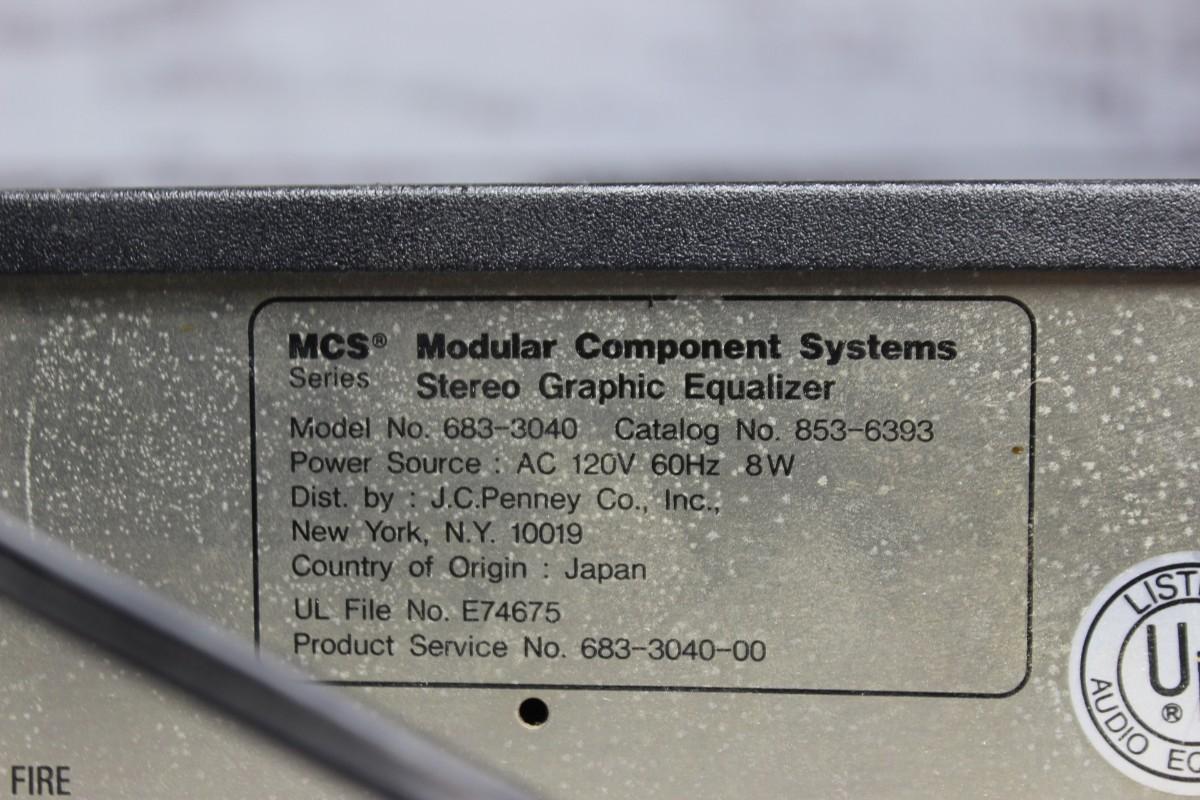 MCS® Modular Component Systems
Series Stereo Graphic Equalizer
Model No. 683-3040 Catalog No. 853-6393
Power Source : AC 120V 60Hz 8W
Dist. by : J.C.Penney Co., Inc.,
New York, N.Y. 10019
Country of Origin : Japan
UL File No. E74675
Product Service No. 683-3040-00
FIRE
U
®
AUDIO